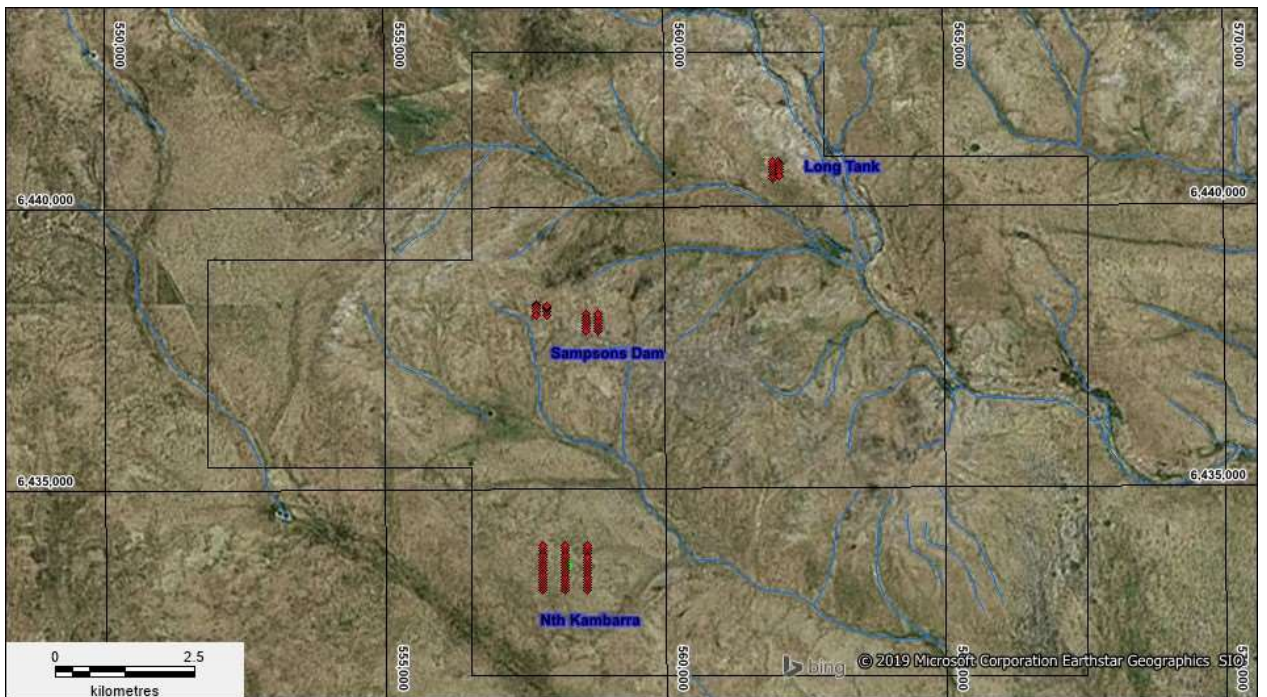 550,000
555,000
560,000
565,000
570,000
Long Tank
6,440,000
6,440,000
Sampsons Dam
6,435,000
6,435,000
Nth Kambarra
0 2.5
kilometres
555,000
560,000
bing
© 2019 Microsoft Corporation Earthstar Geographics SIO